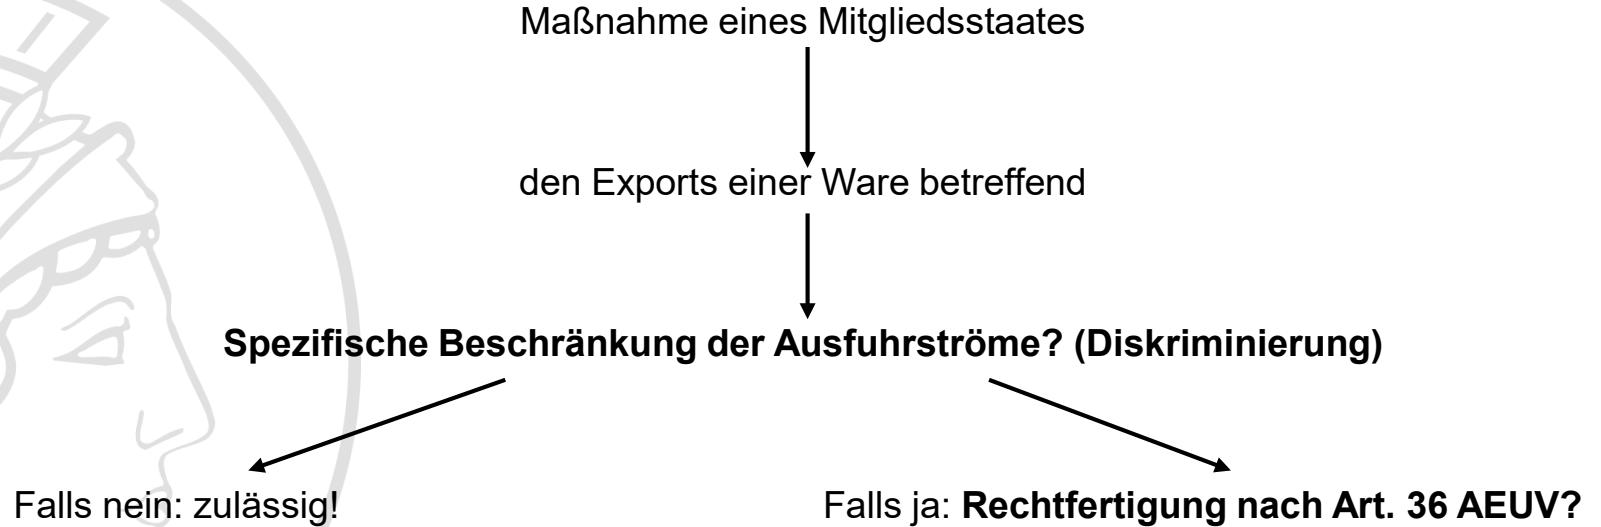 Maßnahme eines Mitgliedsstaates
den Exports einer Ware betreffend
Spezifische Beschränkung der Ausfuhrströme? (Diskriminierung)
Falls nein: zulässig!
Falls ja: Rechtfertigung nach Art. 36 AEUV?